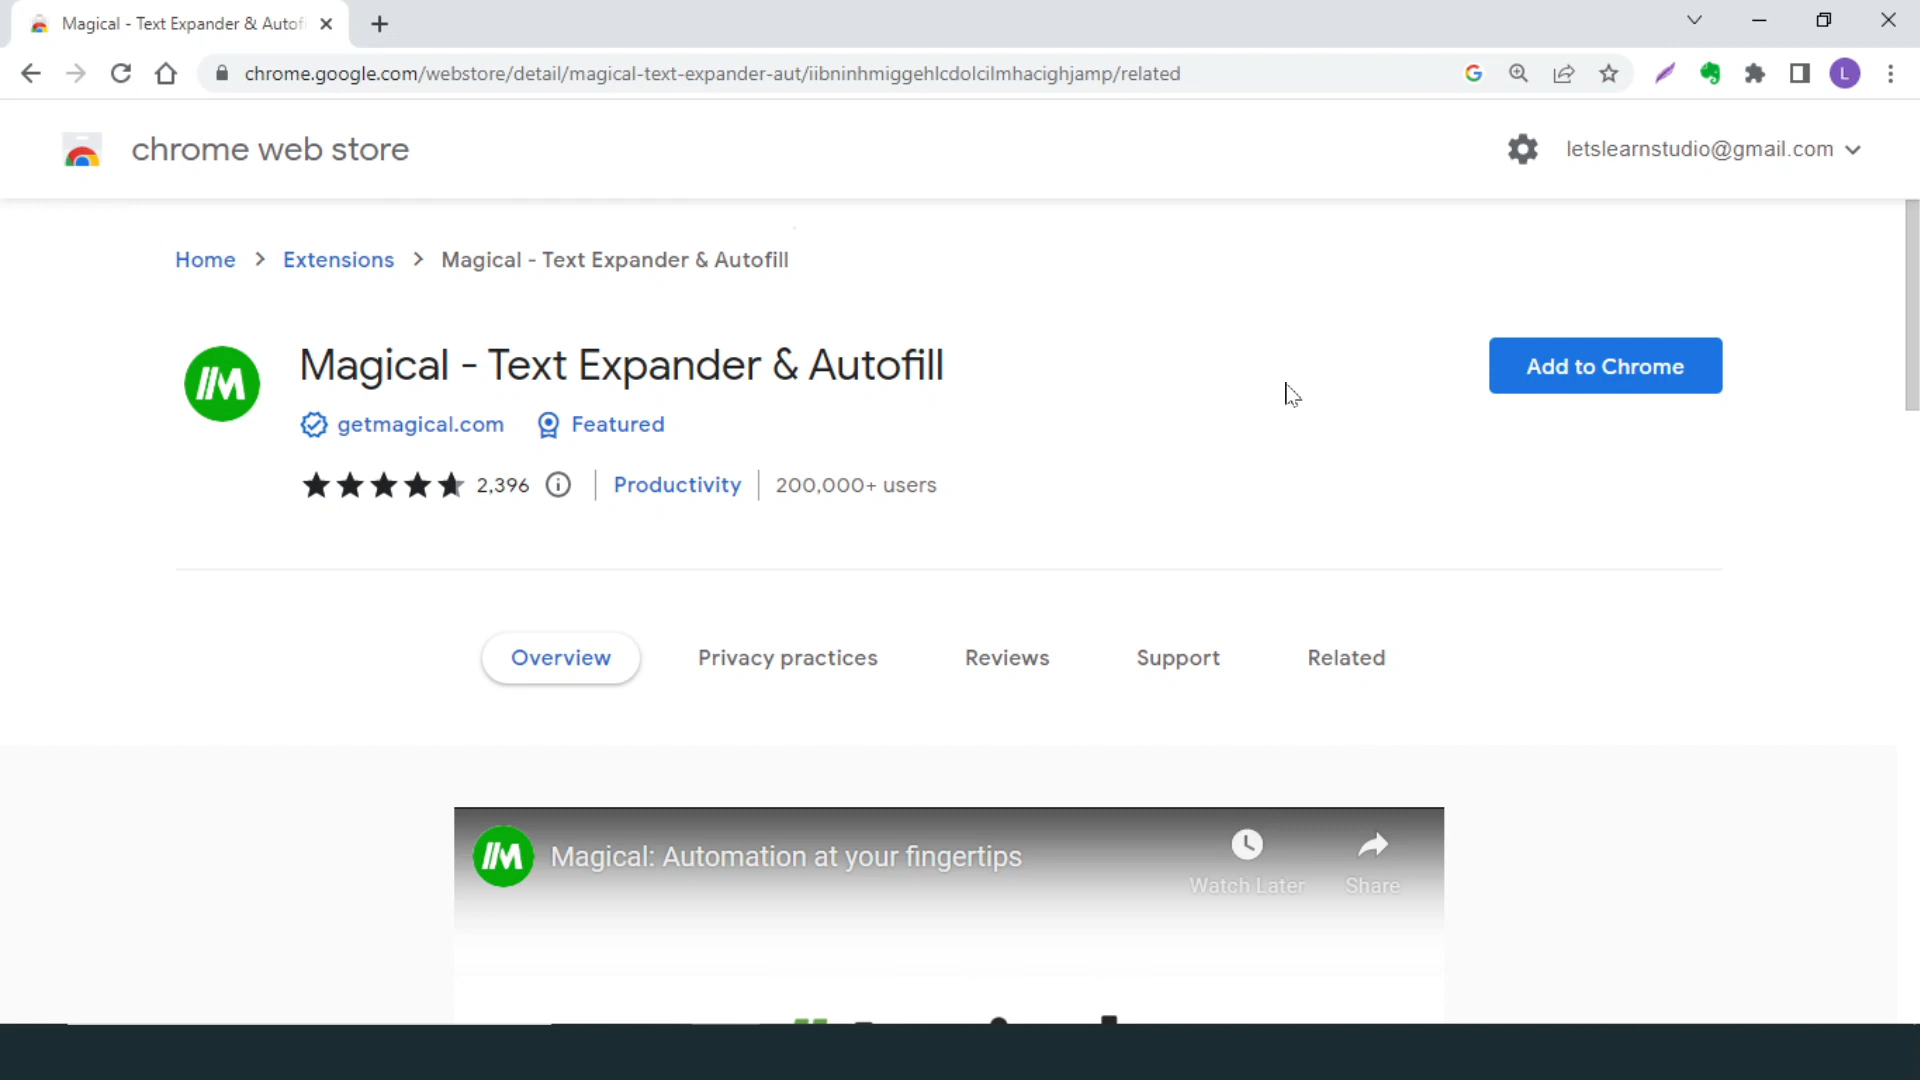 Magical - Text Expander & Autofi
chrome.google.com/webstore/detail/magical-text-expander-aut/iibninhmiggehlcdolcilmhacighjamp/related
L
chrome web store
letslearnstudio@gmail.com
Home > Extensions > Magical - Text Expander & Autofill
Magical - Text Expander & Autofill
Add to Chrome
getmagical.com Featured
2,396 Productivity 200,000+ users
Overview Privacy practices Reviews Support Related
Magical: Automation at your fingertips
Watch Later Share